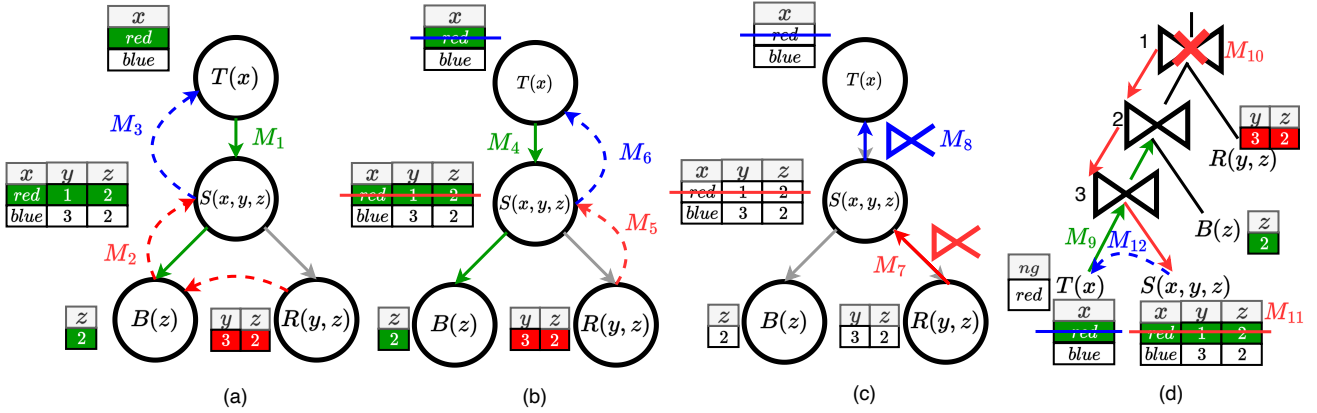 x
red
blue
T(x)
M3
M1
x y z
red 1 2
blue 3 2
S(x, y, z)
M2
z
2
B(z)
y z
3 2
R(y, z)
(a)
x
red
blue
T(x)
M4
M6
x y z
red 1 2
blue 3 2
S(x, y, z)
M5
z
2
B(z)
y z
3 2
R(y, z)
(b)
x
red
blue
T(x)
M8
x y z
red 1 2
blue 3 2
S(x, y, z)
M7
z
2
B(z)
y z
3 2
R(y, z)
(c)
1
M10
2
y z
3 2
R(y, z)
3
B(z)
z
2
M9
M12
ng
red
T(x)
S(x, y, z)
x
red
blue
x y z
red 1 2
blue 3 2
M11
(d)